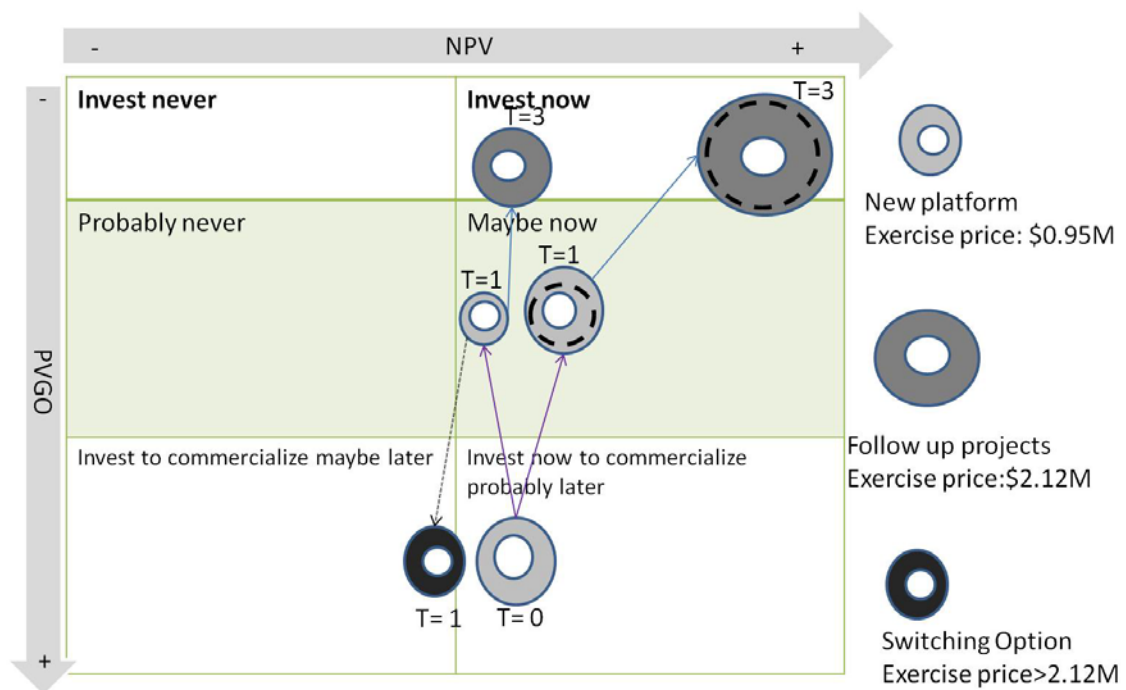 NPV
-
+
-
Invest never
Invest now
T=3
T=3
New platform
Exercise price: $0.95M
Probably never
Maybe now
T=1
T=1
PVGO
Follow up projects
Exercise price:$2.12M
Invest to commercialize maybe later
Invest now to commercialize
probably later
T= 1
T= 0
Switching Option
Exercise price>2.12M
+